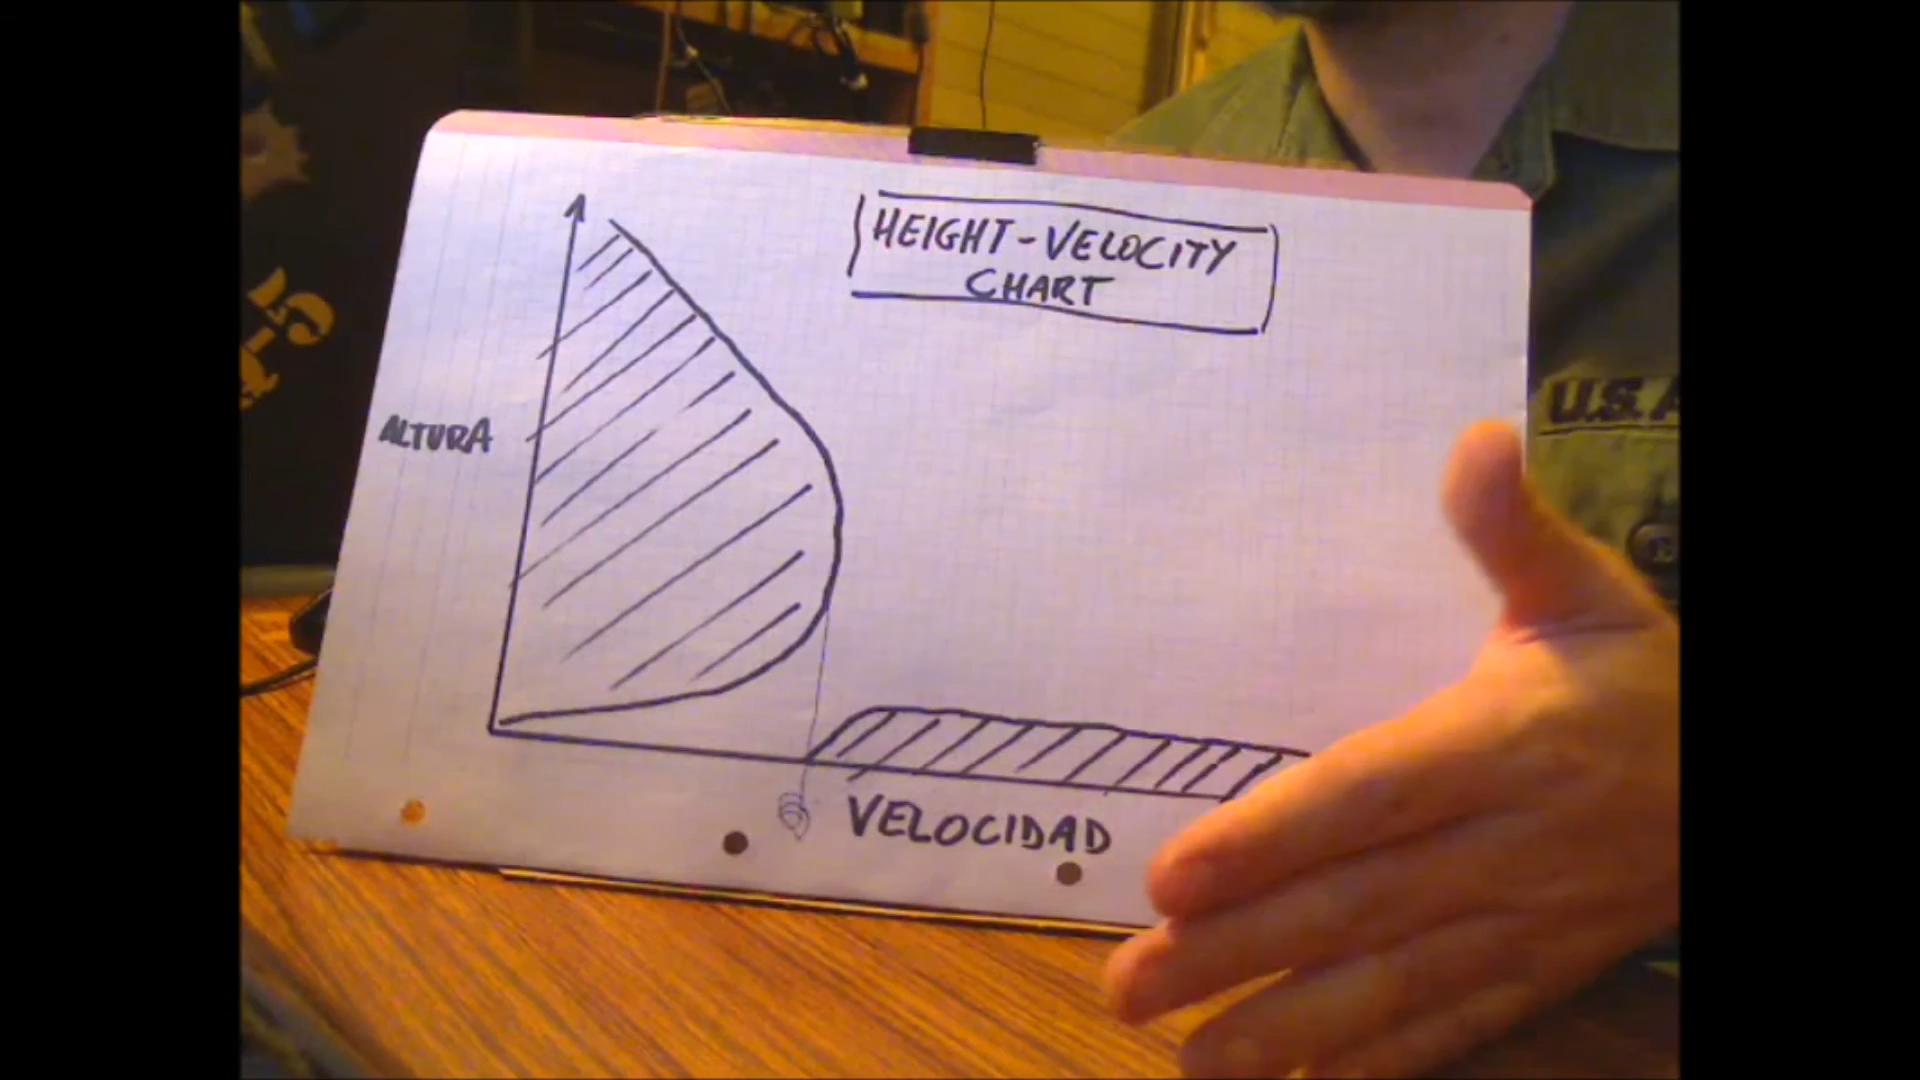 HEIGHT-VELOCITY
CHART
ALTURA
U.S. A
VELOCIDAD